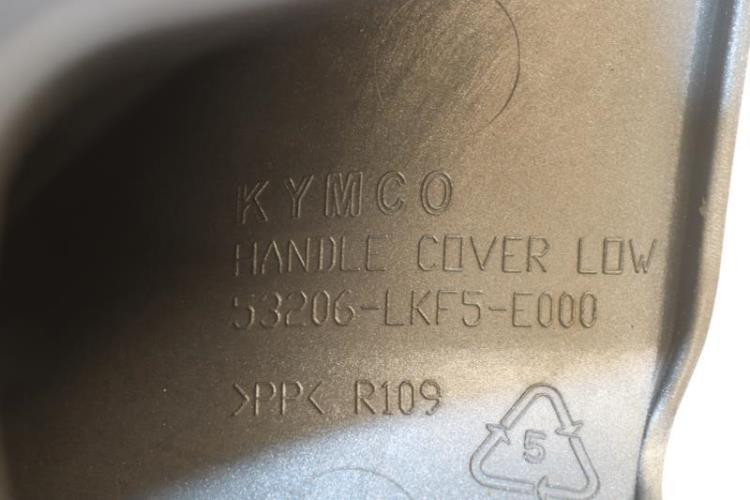 KYMCO
HANDLE COVER LOW
53206-LKF5-E000
>PP< R109
5